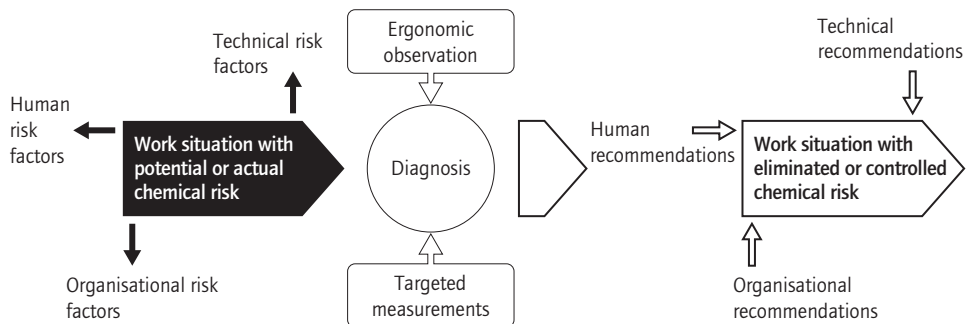 Technical risk
factors
Human
risk
factors
Work situation with
potential or actual
chemical risk
Organisational risk
factors
Ergonomic
observation
Diagnosis
Targeted
measurements
Human
recommendations
Technical
recommendations
Work situation with
eliminated or controlled
chemical risk
Organisational
recommendations